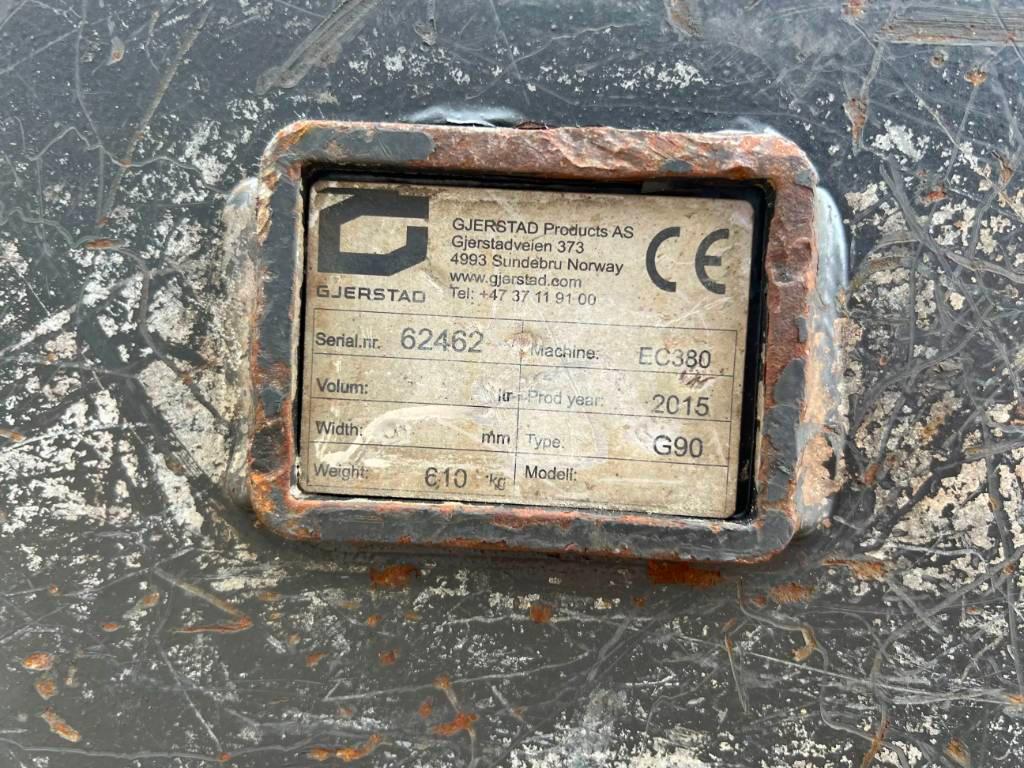 GJERSTAD
GJERSTAD Products AS
Gjerstadveien 373
4993 Sundebru Norway
www.gjerstad.com
Tel: +47 37 11 91 00
CE
Serial.nr. 62462
Machine: EC380
Volum: ltr
Prod year: 2015
Width: mm
Type: G90
Weight: 610 kg
Modell: